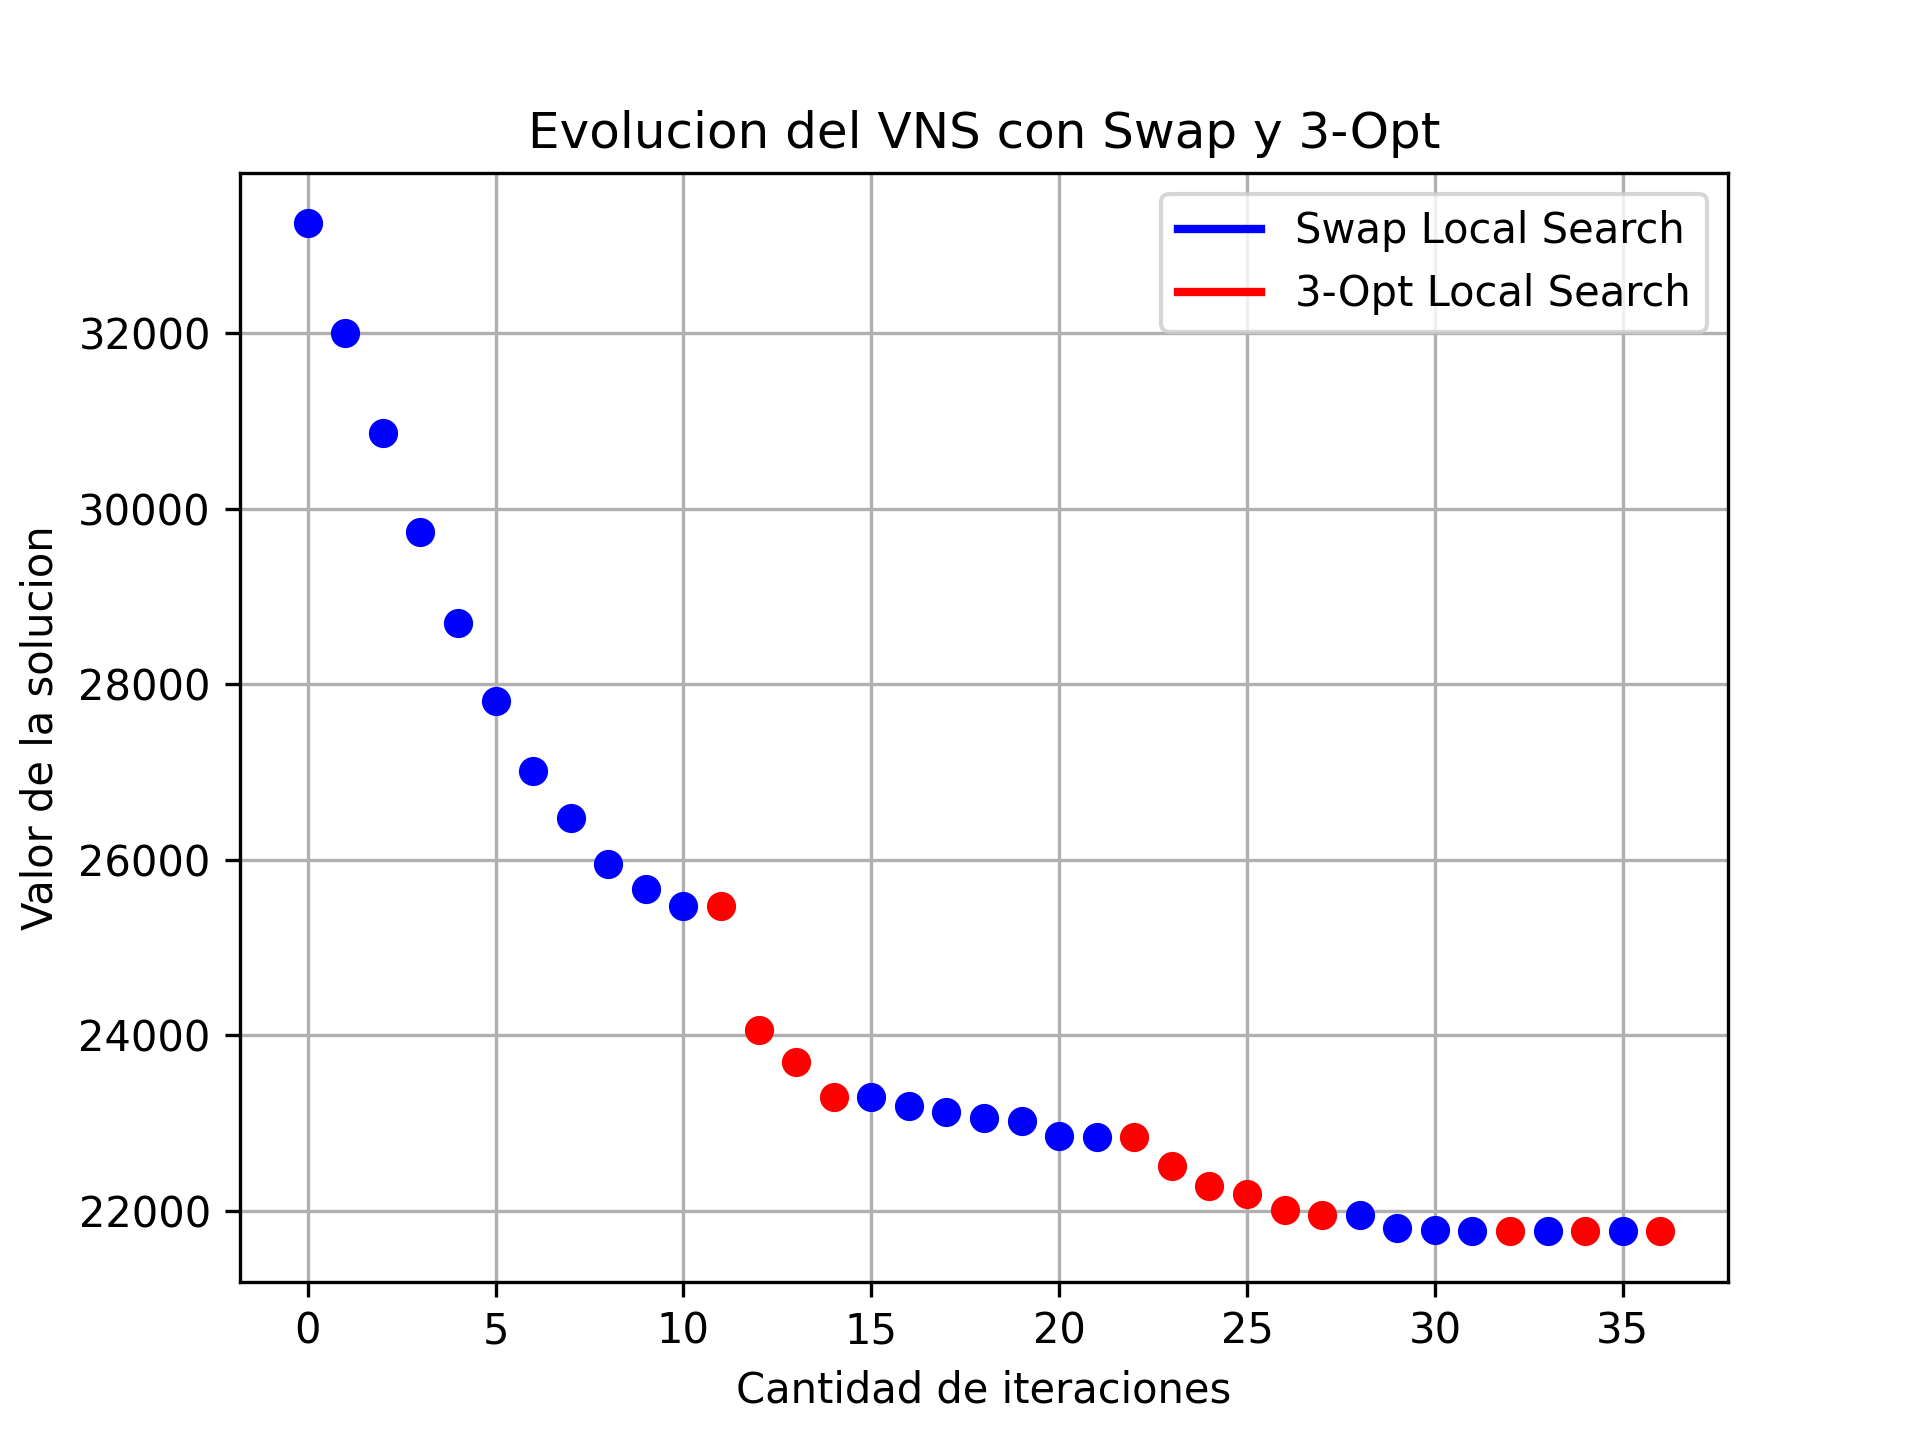 Evolucion del VNS con Swap y 3-Opt
Swap Local Search
3-Opt Local Search
Valor de la solucion
32000
30000
28000
26000
24000
22000
0 5 10 15 20 25 30 35
Cantidad de iteraciones